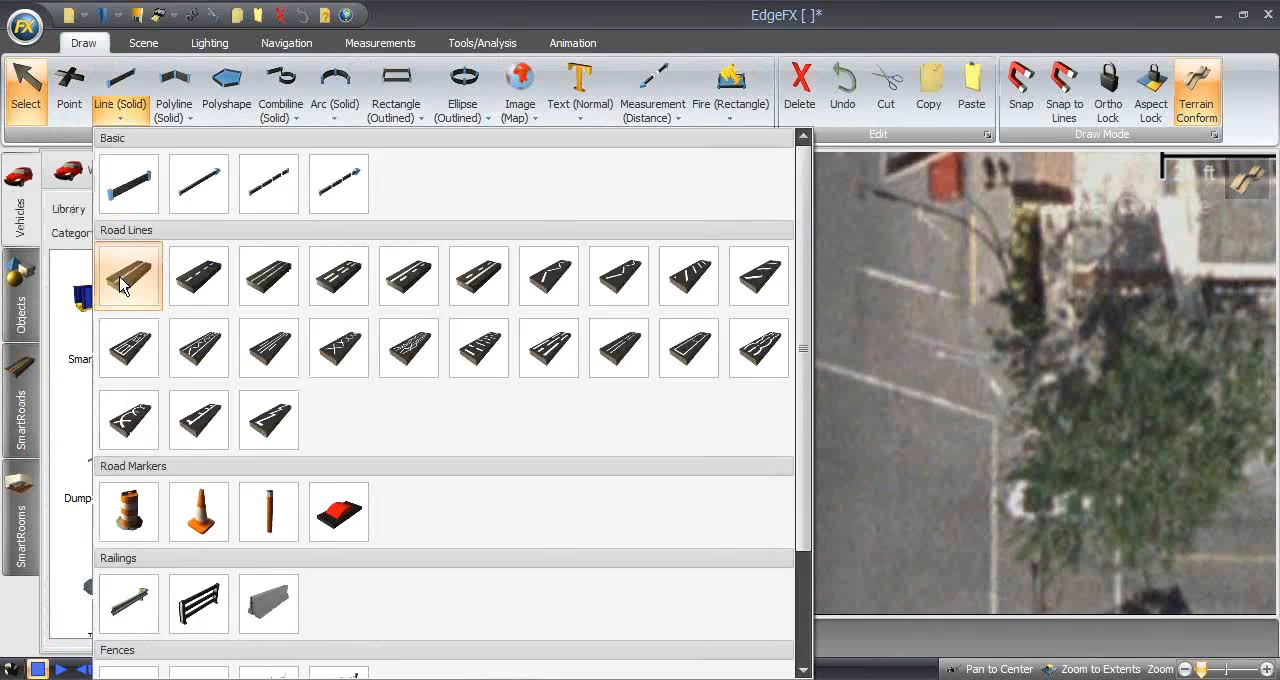 EdgeFX [ ]*
FX
Draw Scene Lighting Navigation Measurements Tools/Analysis Animation
Select Point Line (Solid) Polyline (Solid) Polyshape Combine (Solid) Arc (Solid) Rectangle (Outlined) Ellipse (Outlined) Image (Map) Text (Normal) Measurement (Distance) Fire (Rectangle) Delete Undo Cut Copy Paste Snap Snap to Lines Ortho Lock Aspect Lock Terrain Conform
Edit Draw Mode
Basic
Vehicles
Library
Category
Road Lines
Objects
Smar
SmartRoads
Road Markers
Dump
SmartRooms
Railings
Fences
ft
Pan to Center Zoom to Extents Zoom